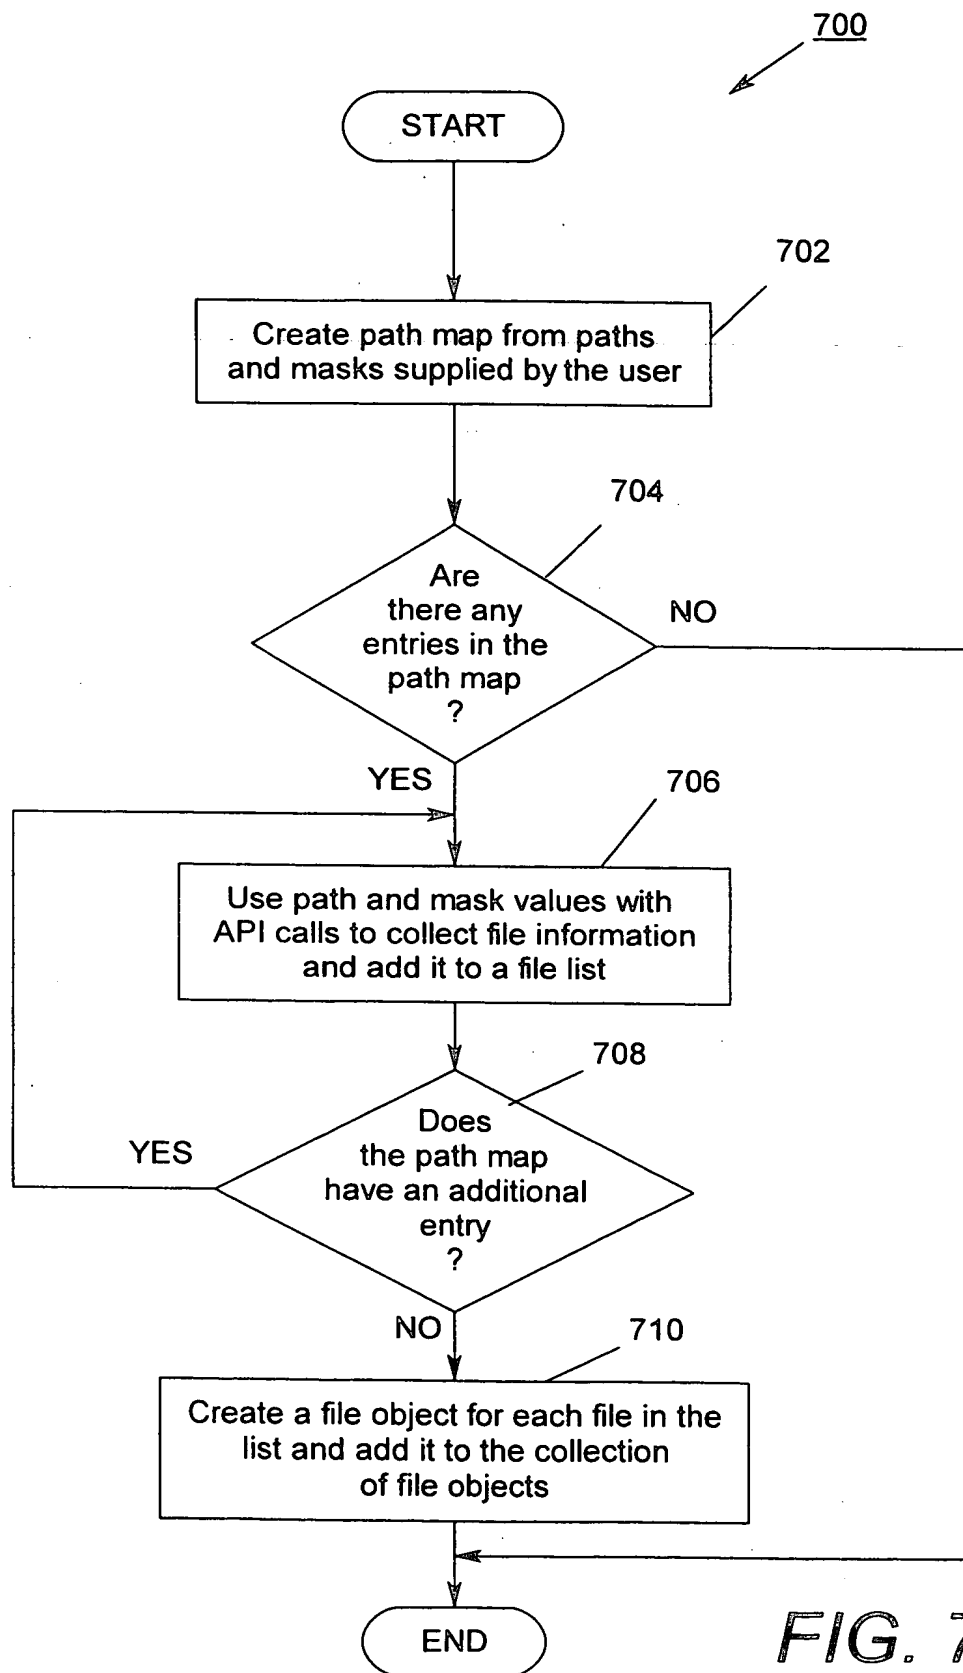 700
START
702
Create path map from paths
and masks supplied by the user
704
Are
there any
entries in the
path map
?
NO
YES
706
Use path and mask values with
API calls to collect file information
and add it to a file list
708
Does
the path map
have an additional
entry
?
YES
NO
710
Create a file object for each file in the
list and add it to the collection
of file objects
END
FIG. 7